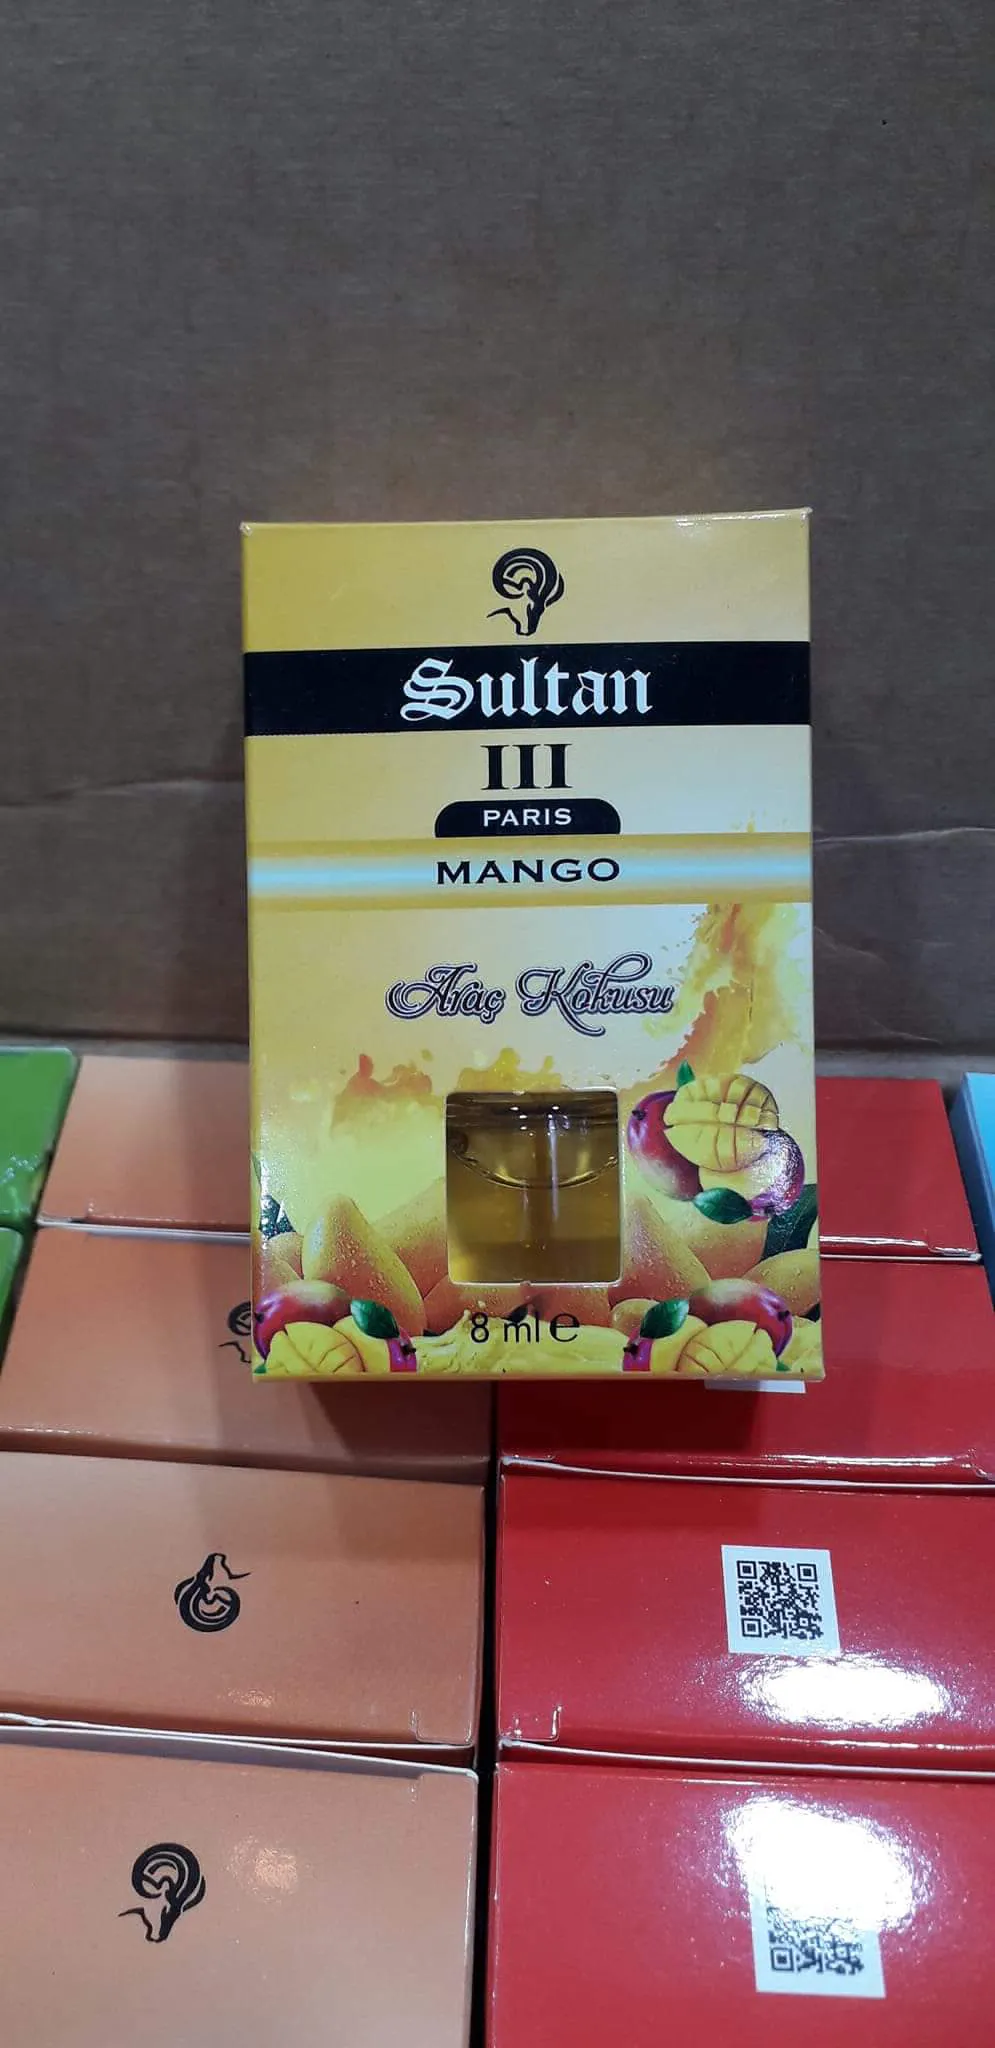 Sultan
III
PARIS
MANGO
Araç Kokusu
8 ml ℮